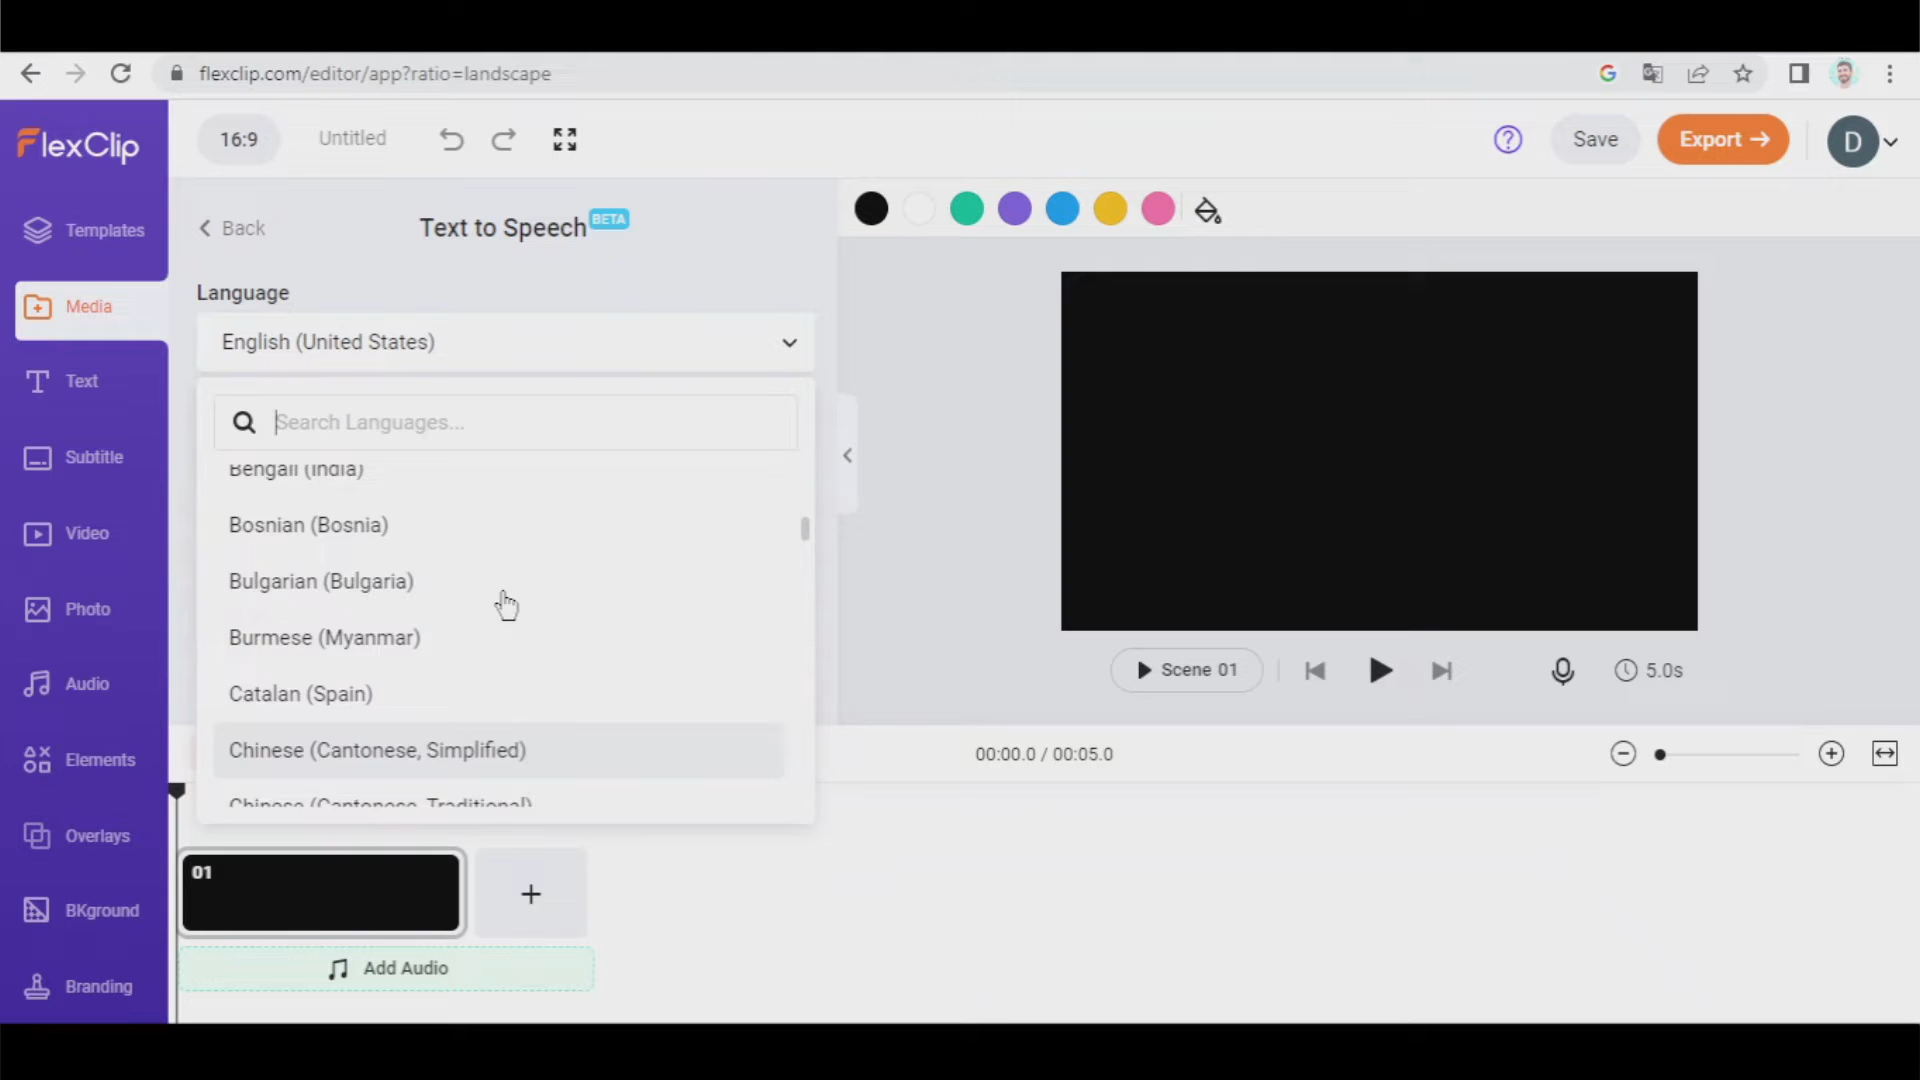 flexclip.com/editor/app?ratio=landscape
FlexClip
16:9
Untitled
Save
Export
D
Templates
Media
Text
Subtitle
Video
Photo
Audio
Elements
Overlays
BKground
Branding
Back
Text to Speech
BETA
Language
English (United States)
Search Languages...
Bengali (India)
Bosnian (Bosnia)
Bulgarian (Bulgaria)
Burmese (Myanmar)
Catalan (Spain)
Chinese (Cantonese, Simplified)
Chinese (Cantonese, Traditional)
Scene 01
5.0s
00:00.0 / 00:05.0
01
Add Audio